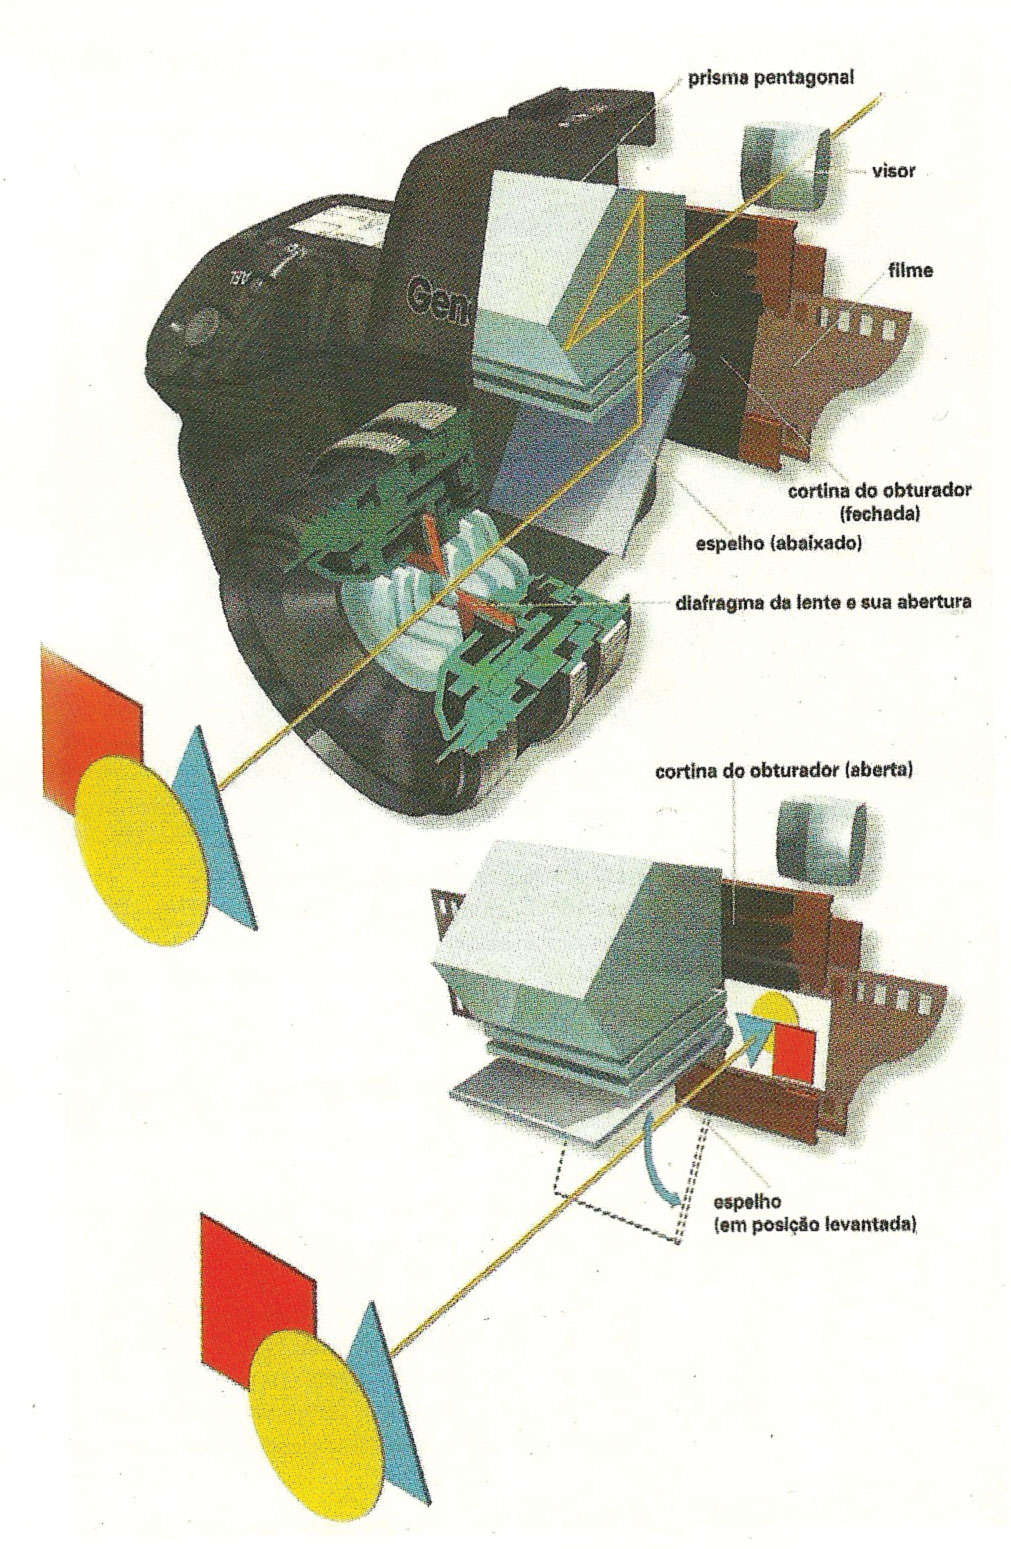 prisma pentagonal
visor
filme
Gen
cortina do obturador
(fechada)
espelho (abaixado)
diafragma da lente e sua abertura
cortina do obturador (aberta)
espelho
(em posição levantada)